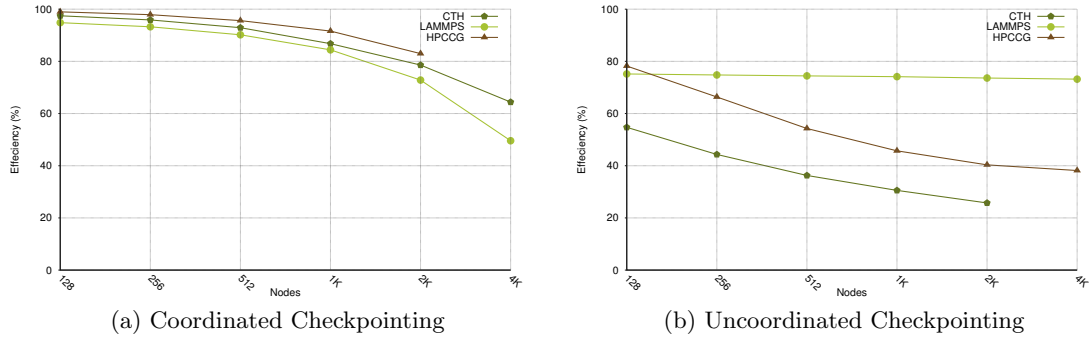 100
80
60
40
20
0
Effeciency (%)
128
256
512
1K
2K
4K
Nodes
CTH
LAMMPS
HPCCG
(a) Coordinated Checkpointing
100
80
60
40
20
0
Effeciency (%)
128
256
512
1K
2K
4K
Nodes
CTH
LAMMPS
HPCCG
(b) Uncoordinated Checkpointing